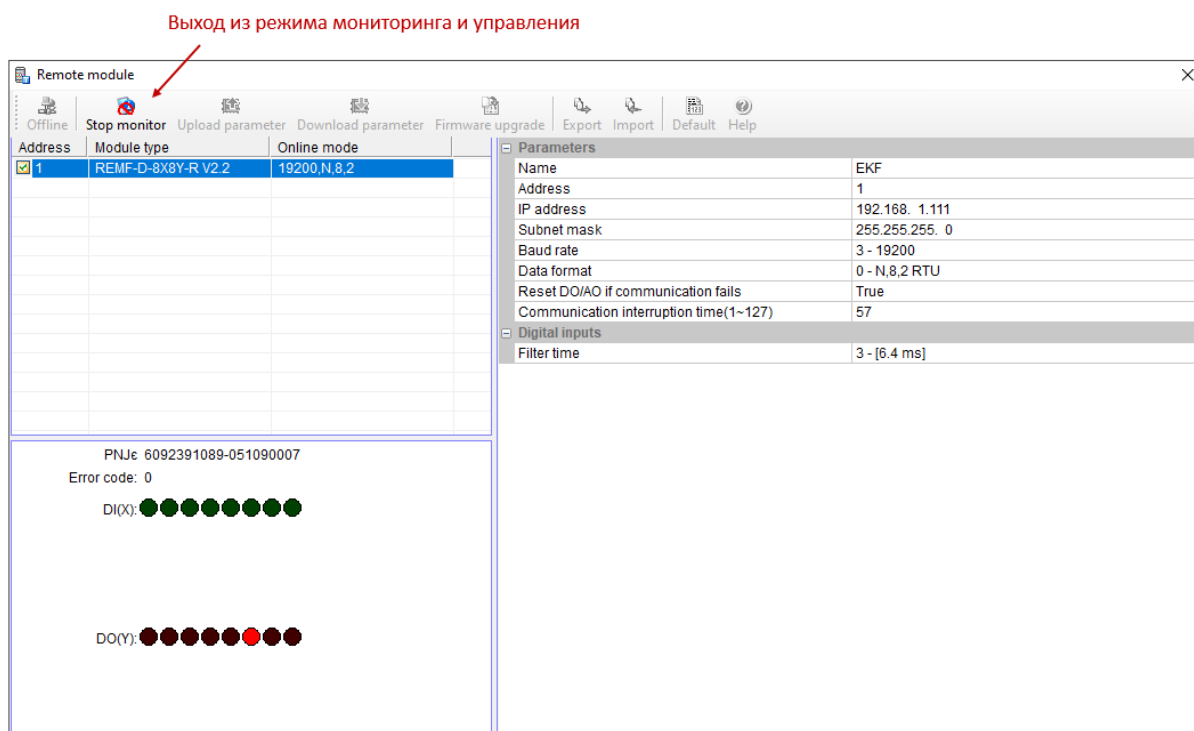 Выход из режима мониторинга и управления
Remote module
Offline Stop monitor Upload parameter Download parameter Firmware upgrade Export Import Default Help
Address Module type Online mode
1 REMF-D-8X8Y-R V2.2 19200,N,8,2
PNJє 6092391089-051090007
Error code: 0
DI(X):
DO(Y):
Parameters
Name EKF
Address 1
IP address 192.168. 1.111
Subnet mask 255.255.255. 0
Baud rate 3 - 19200
Data format 0 - N,8,2 RTU
Reset DO/AO if communication fails True
Communication interruption time(1~127) 57
Digital inputs
Filter time 3 - [6.4 ms]